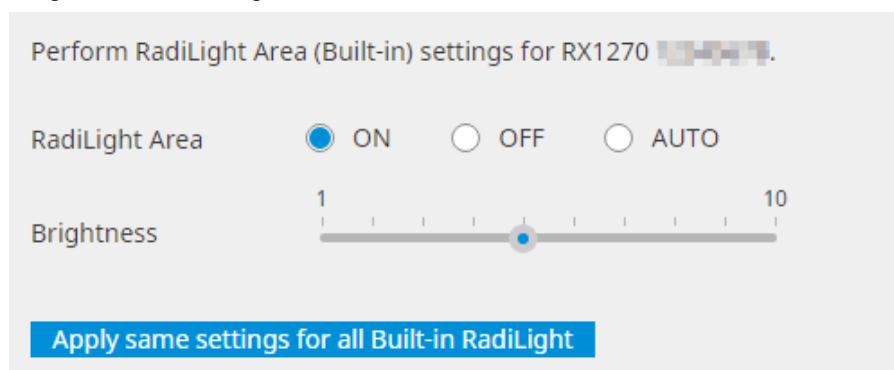 Perform RadiLight Area (Built-in) settings for RX1270
RadiLight Area ON OFF AUTO
1 10
Brightness
Apply same settings for all Built-in RadiLight